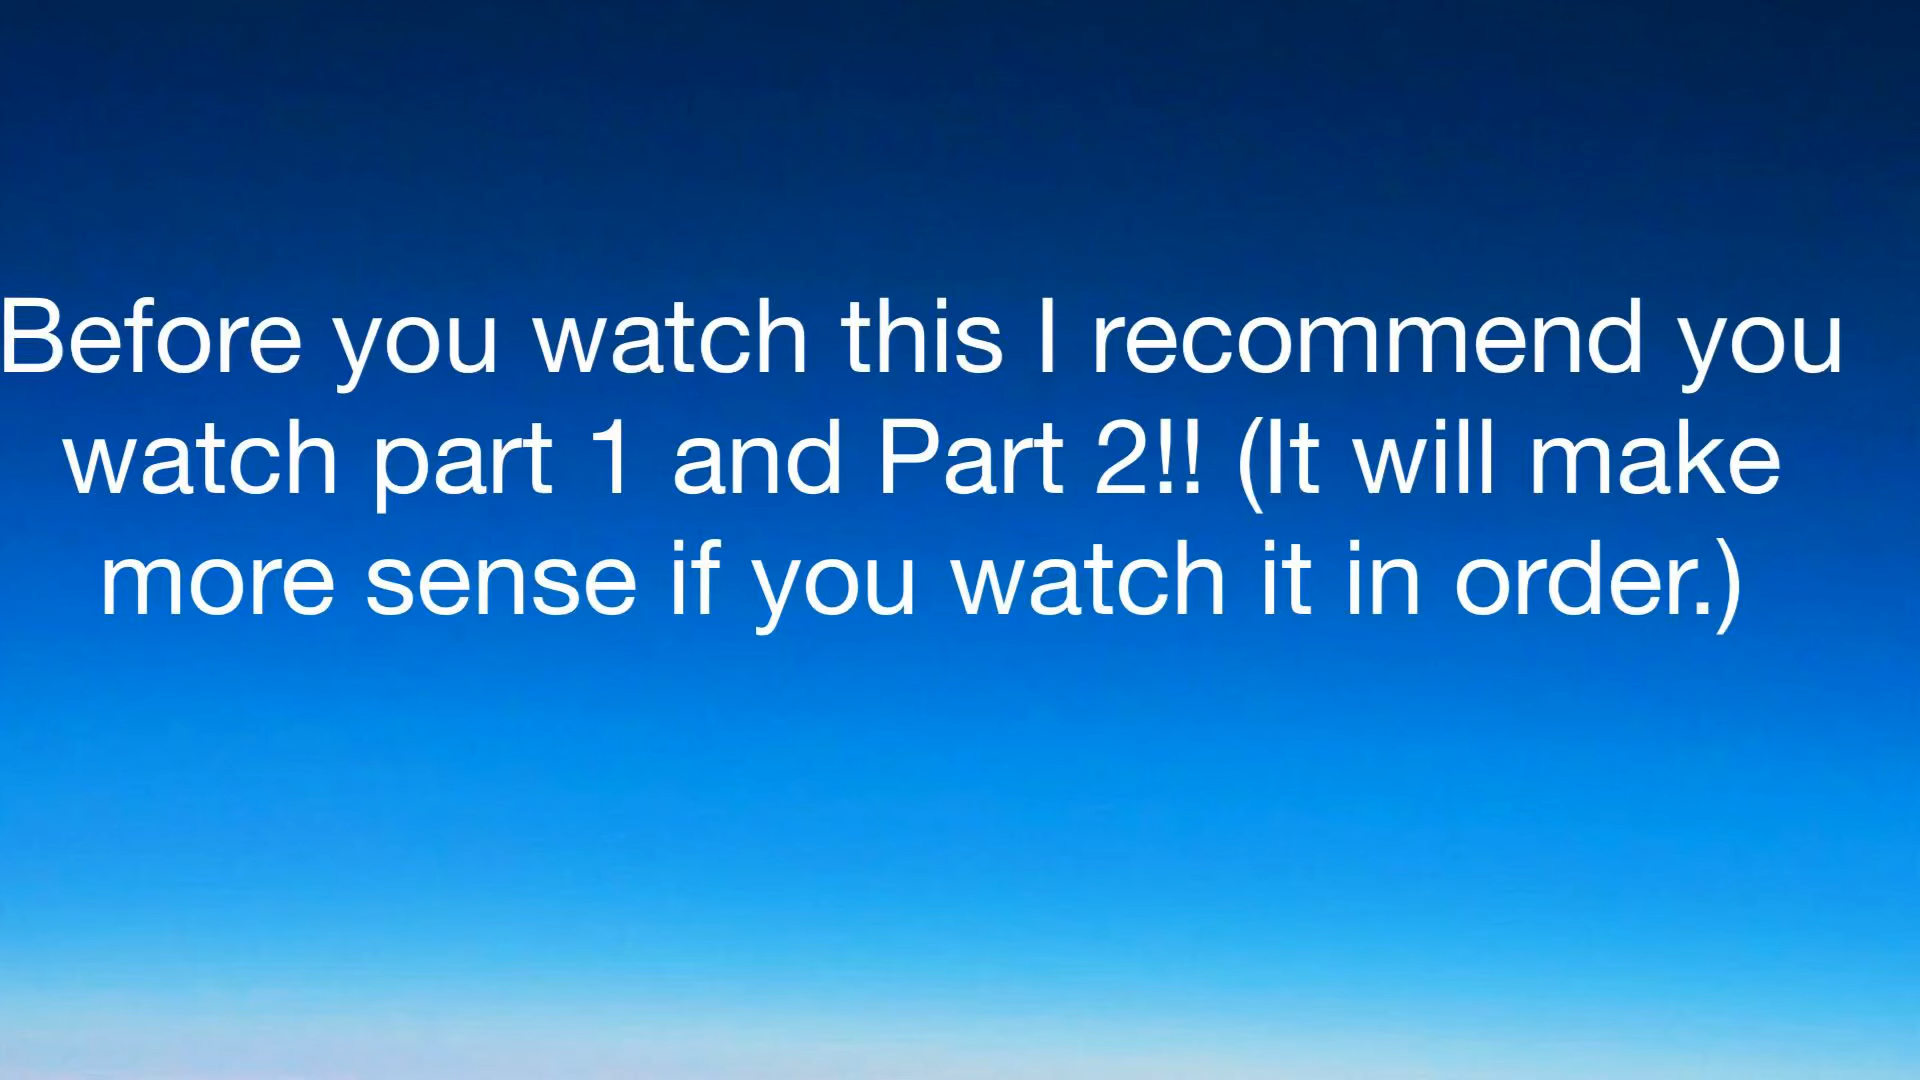 Before you watch this I recommend you
watch part 1 and Part 2!! (It will make
more sense if you watch it in order.)